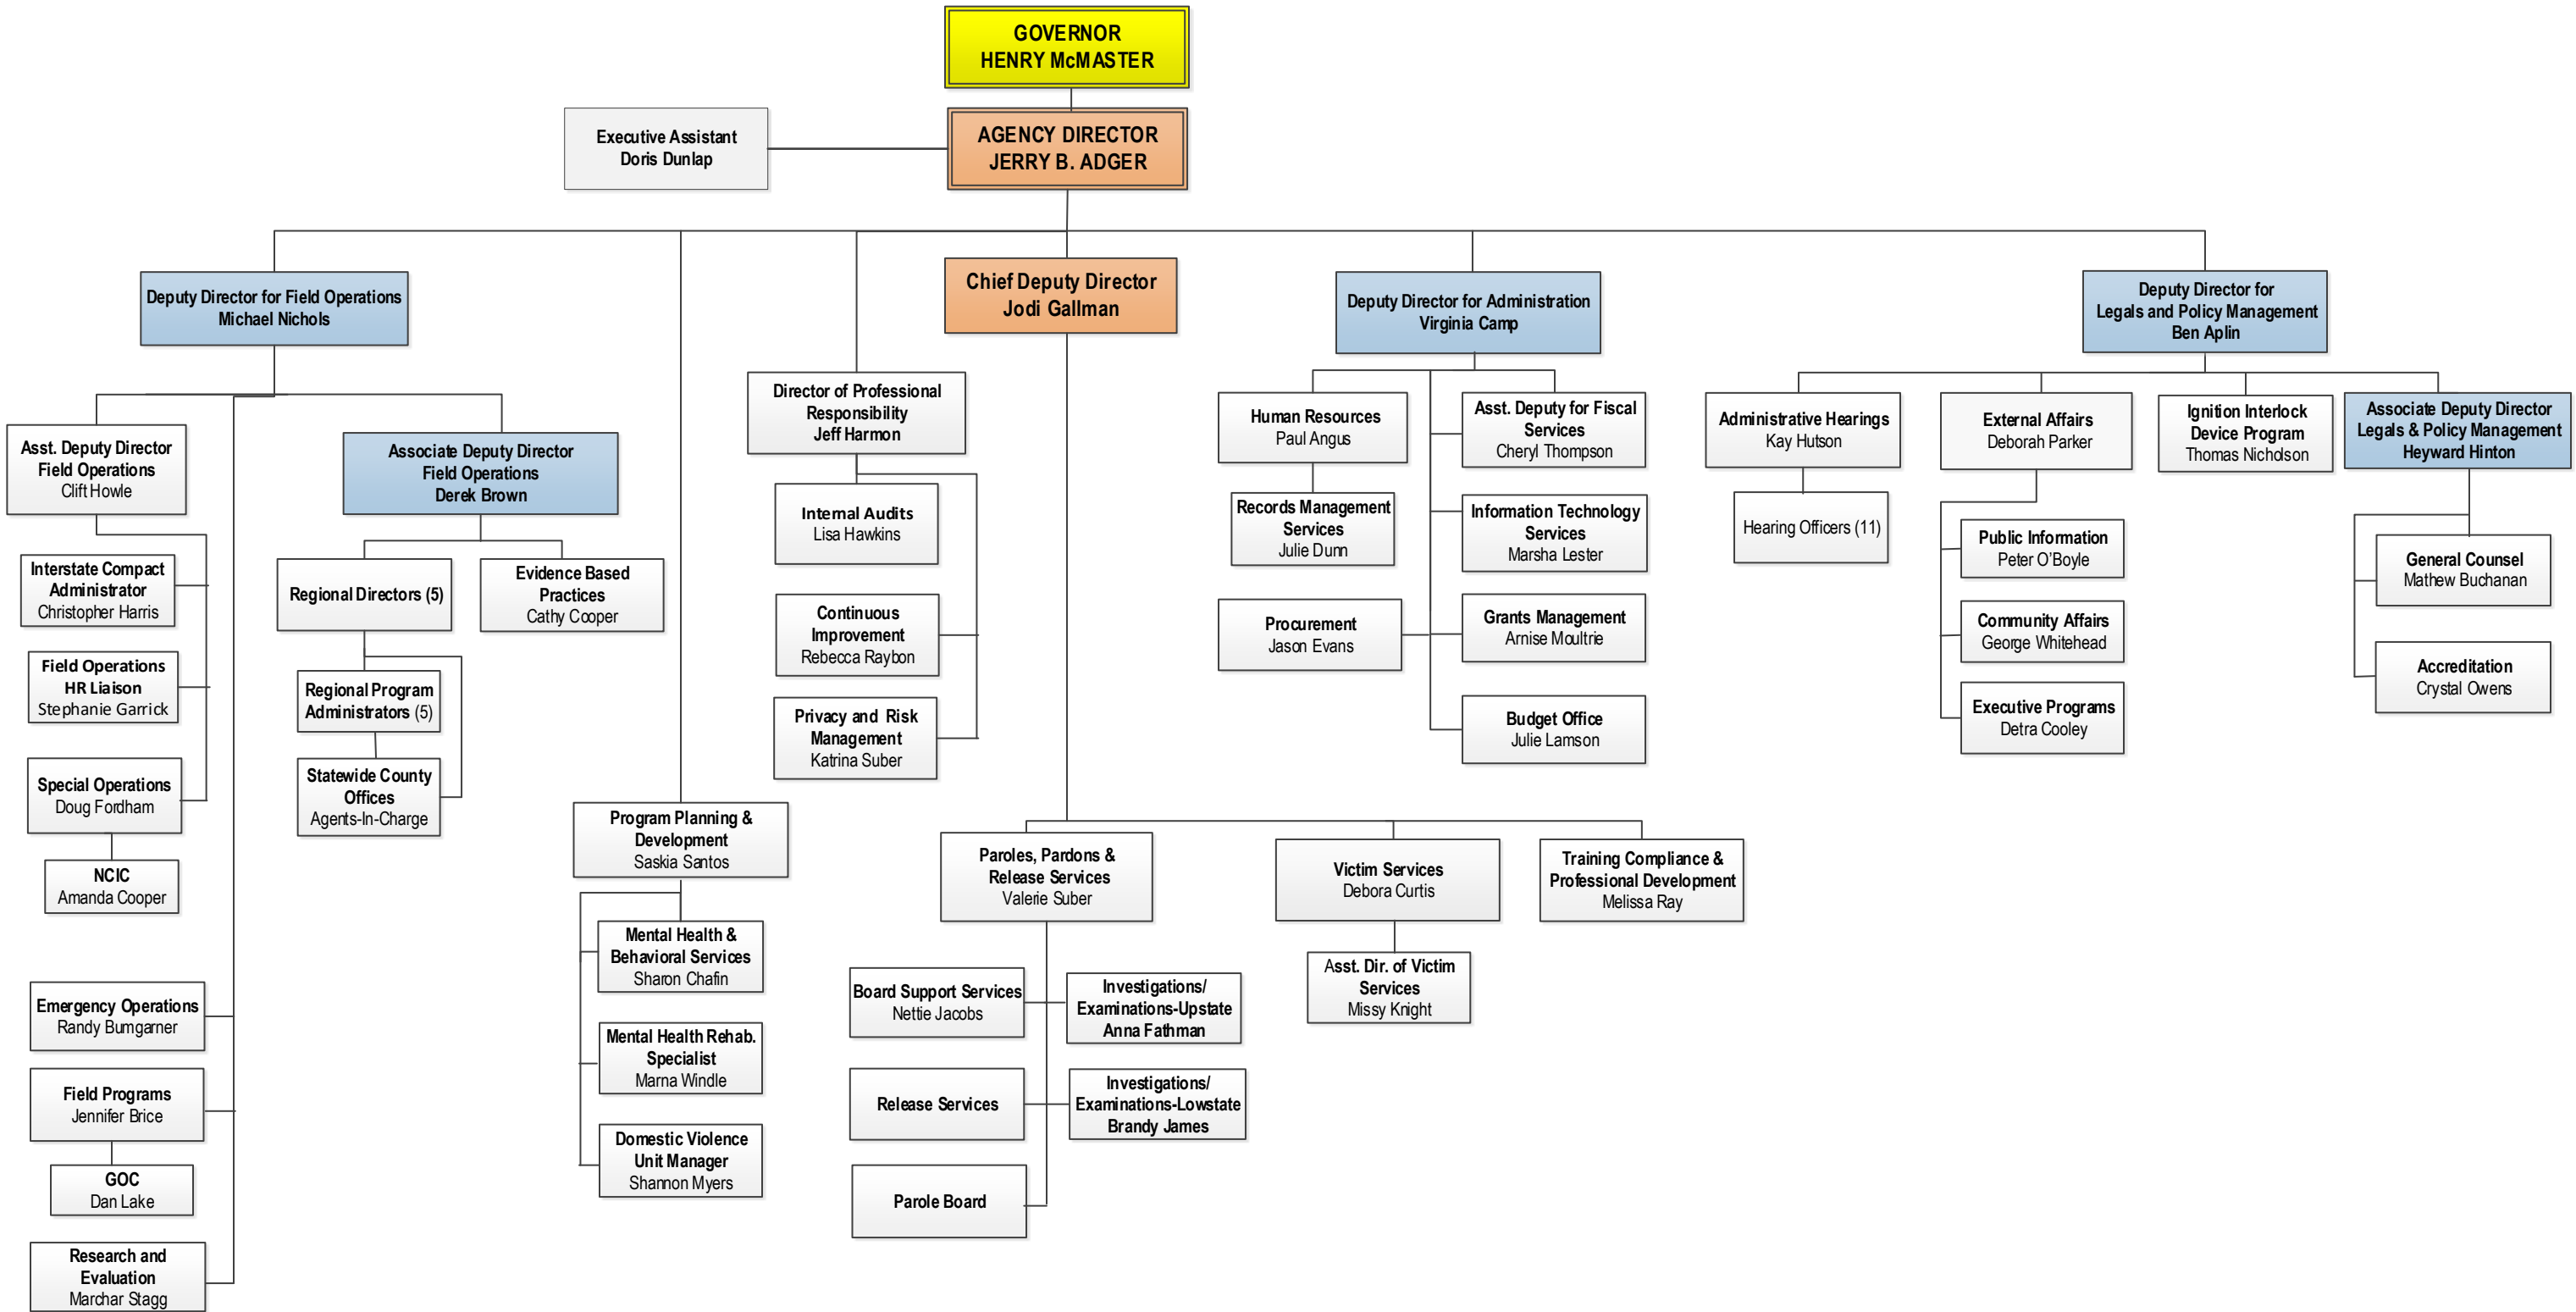 GOVERNOR
HENRY McMASTER
Executive Assistant
Doris Dunlap
AGENCY DIRECTOR
JERRY B. ADGER
Deputy Director for Field Operations
Michael Nichols
Chief Deputy Director
Jodi Gallman
Deputy Director for Administration
Virginia Camp
Deputy Director for
Legals and Policy Management
Ben Aplin
Asst. Deputy Director
Field Operations
Clift Howle
Interstate Compact
Administrator
Christopher Harris
Field Operations
HR Liaison
Stephanie Garrick
Special Operations
Doug Fordham
NCIC
Amanda Cooper
Emergency Operations
Randy Bumgarner
Field Programs
Jennifer Brice
GOC
Dan Lake
Research and
Evaluation
Marchar Stagg
Associate Deputy Director
Field Operations
Derek Brown
Regional Directors (5)
Evidence Based
Practices
Cathy Cooper
Regional Program
Administrators (5)
Statewide County
Offices
Agents-In-Charge
Program Planning &
Development
Saskia Santos
Mental Health &
Behavioral Services
Sharon Chafin
Mental Health Rehab.
Specialist
Marna Windle
Domestic Violence
Unit Manager
Shannon Myers
Director of Professional
Responsibility
Jeff Harmon
Internal Audits
Lisa Hawkins
Continuous
Improvement
Rebecca Raybon
Privacy and Risk
Management
Katrina Suber
Paroles, Pardons &
Release Services
Valerie Suber
Board Support Services
Nettie Jacobs
Investigations/
Examinations-Upstate
Anna Fathman
Release Services
Investigations/
Examinations-Lowstate
Brandy James
Parole Board
Victim Services
Debora Curtis
Asst. Dir. of Victim
Services
Missy Knight
Training Compliance &
Professional Development
Melissa Ray
Human Resources
Paul Angus
Records Management
Services
Julie Dunn
Procurement
Jason Evans
Asst. Deputy for Fiscal
Services
Cheryl Thompson
Information Technology
Services
Marsha Lester
Grants Management
Arnise Moultrie
Budget Office
Julie Lamson
Administrative Hearings
Kay Hutson
Hearing Officers (11)
External Affairs
Deborah Parker
Public Information
Peter O’Boyle
Community Affairs
George Whitehead
Executive Programs
Detra Cooley
Ignition Interlock
Device Program
Thomas Nicholson
Associate Deputy Director
Legals & Policy Management
Heyward Hinton
General Counsel
Mathew Buchanan
Accreditation
Crystal Owens